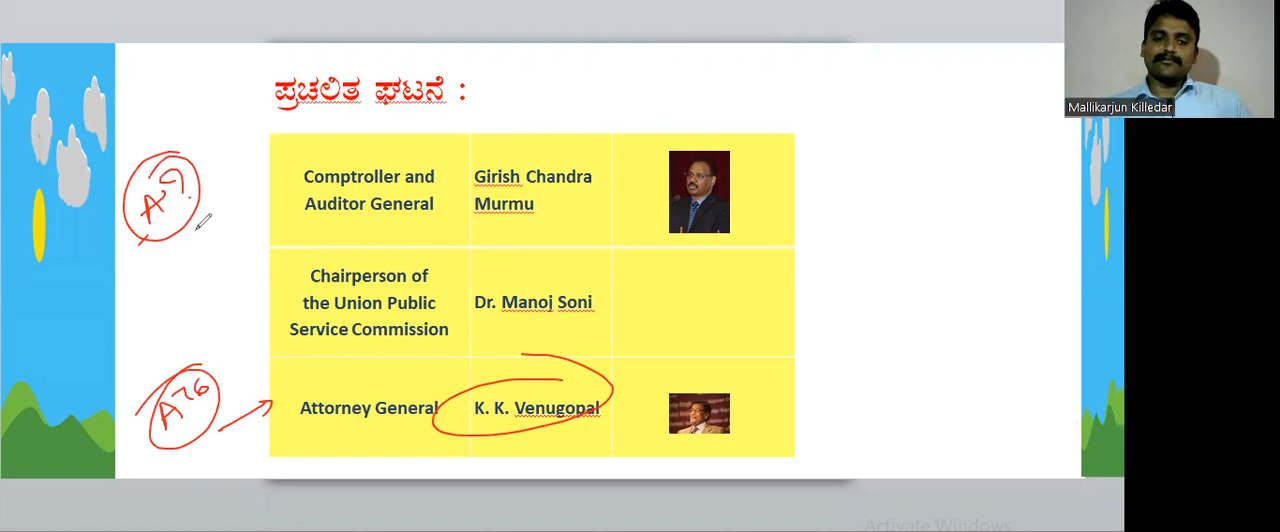 ಪ್ರಚಲಿತ ಘಟನೆ :
Mallikarjun Killedar
Comptroller and
Auditor General
Girish Chandra
Murmu
Chairperson of
the Union Public
Service Commission
Dr. Manoj Soni
A 76
Attorney General
K. K. Venugopal
Activate Windows